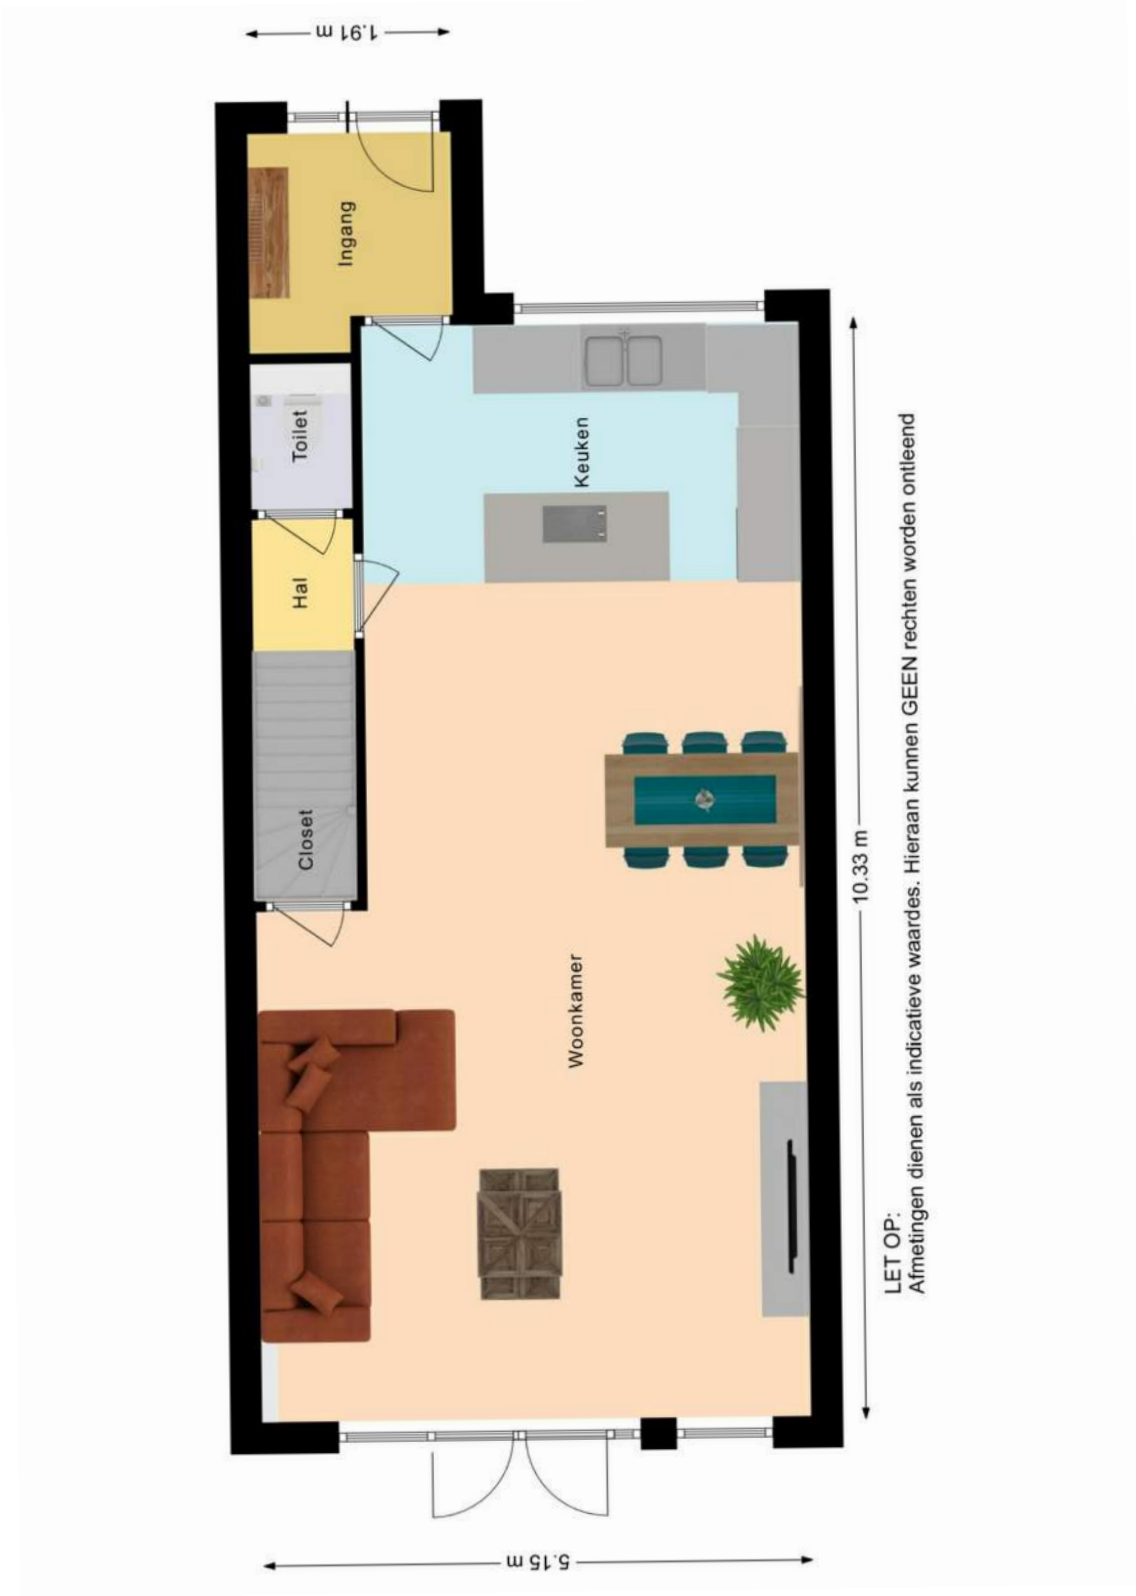 1.91 m
Ingang
Toilet
Keuken
Hal
Closet
Woonkamer
10.33 m
LET OP:
Afmetingen dienen als indicatieve waardes. Hieraan kunnen GEEN rechten worden ontleend
5.15 m